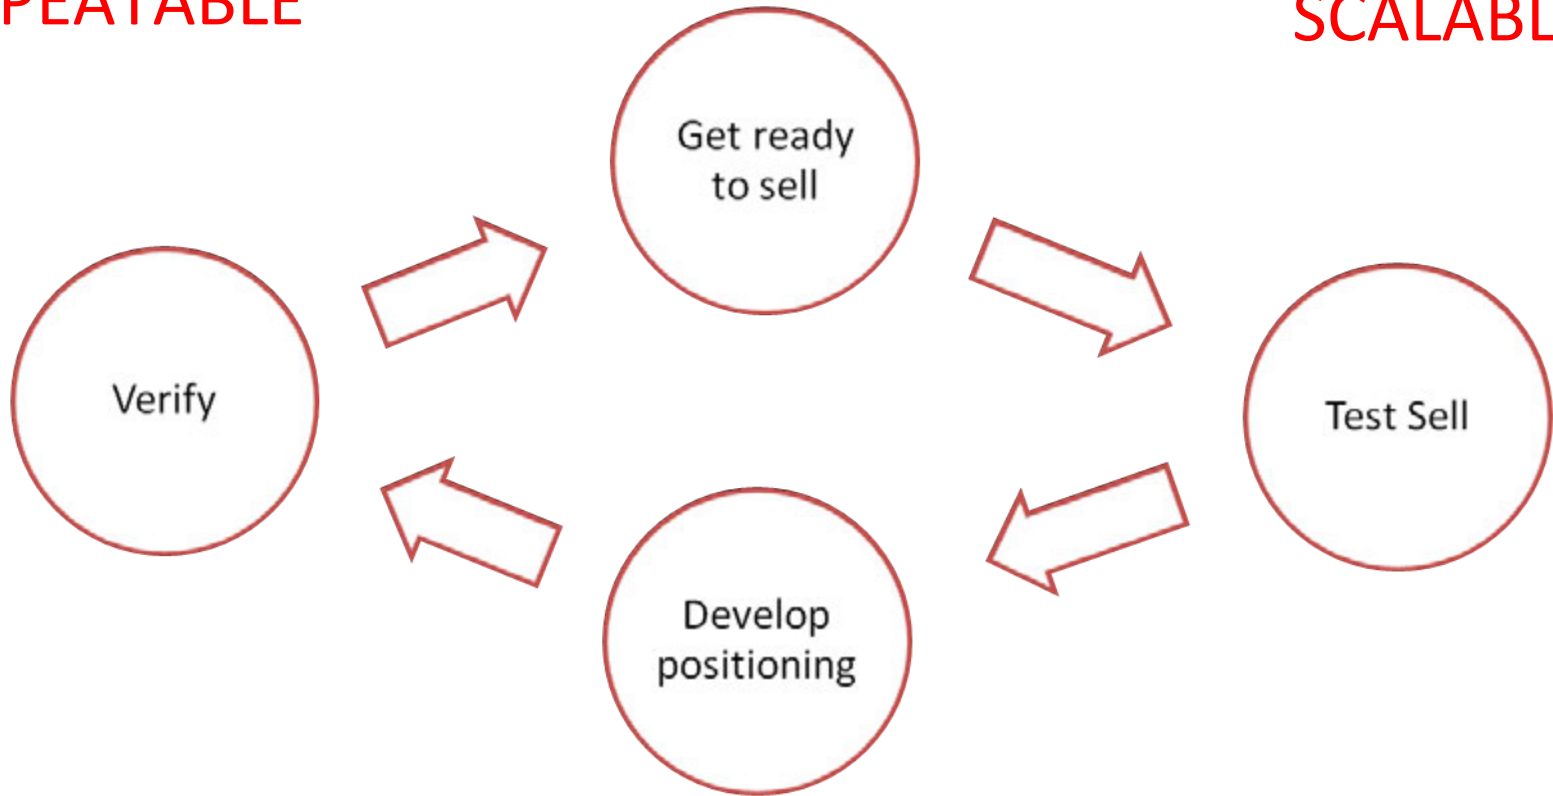 PEATABLE
SCALABL
Get ready
to sell
Verify
Test Sell
Develop
positioning